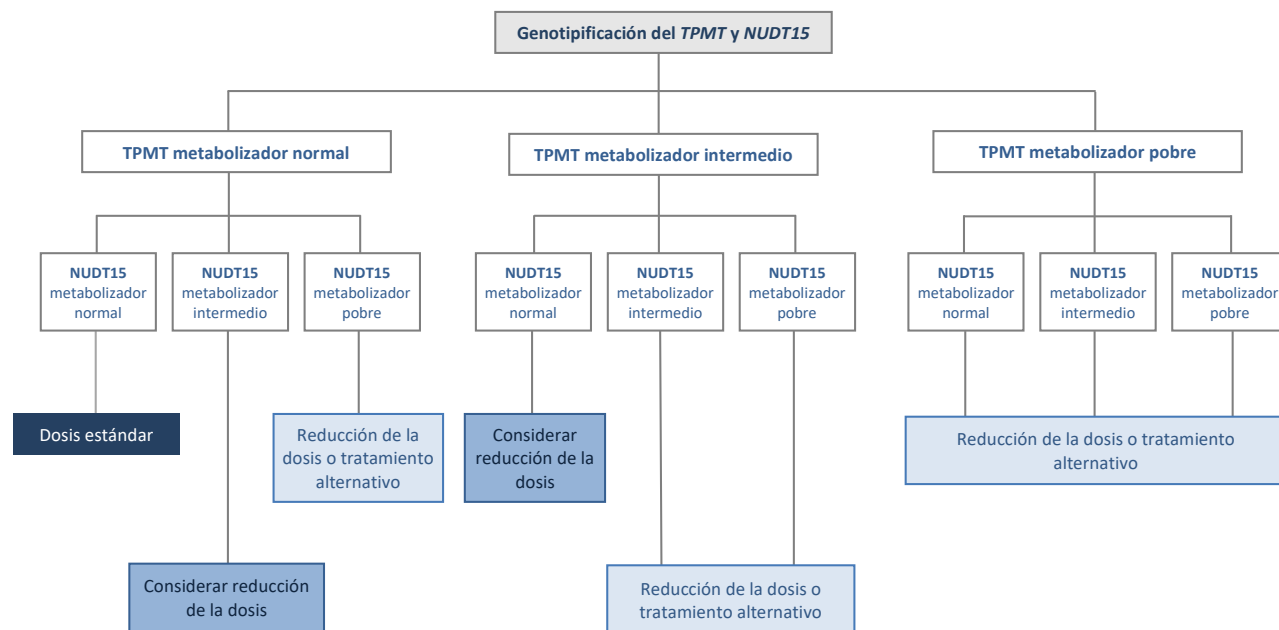 Genotipificación del TPMT y NUDT15
TPMT metabolizador normal
TPMT metabolizador intermedio
TPMT metabolizador pobre
NUDT15
metabolizador
normal
NUDT15
metabolizador
intermedio
NUDT15
metabolizador
pobre
NUDT15
metabolizador
normal
NUDT15
metabolizador
intermedio
NUDT15
metabolizador
pobre
NUDT15
metabolizador
normal
NUDT15
metabolizador
intermedio
NUDT15
metabolizador
pobre
Dosis estándar
Reducción de la
dosis o tratamiento
alternativo
Considerar
reducción de la
dosis
Reducción de la dosis o tratamiento
alternativo
Considerar reducción
de la dosis
Reducción de la dosis o
tratamiento alternativo